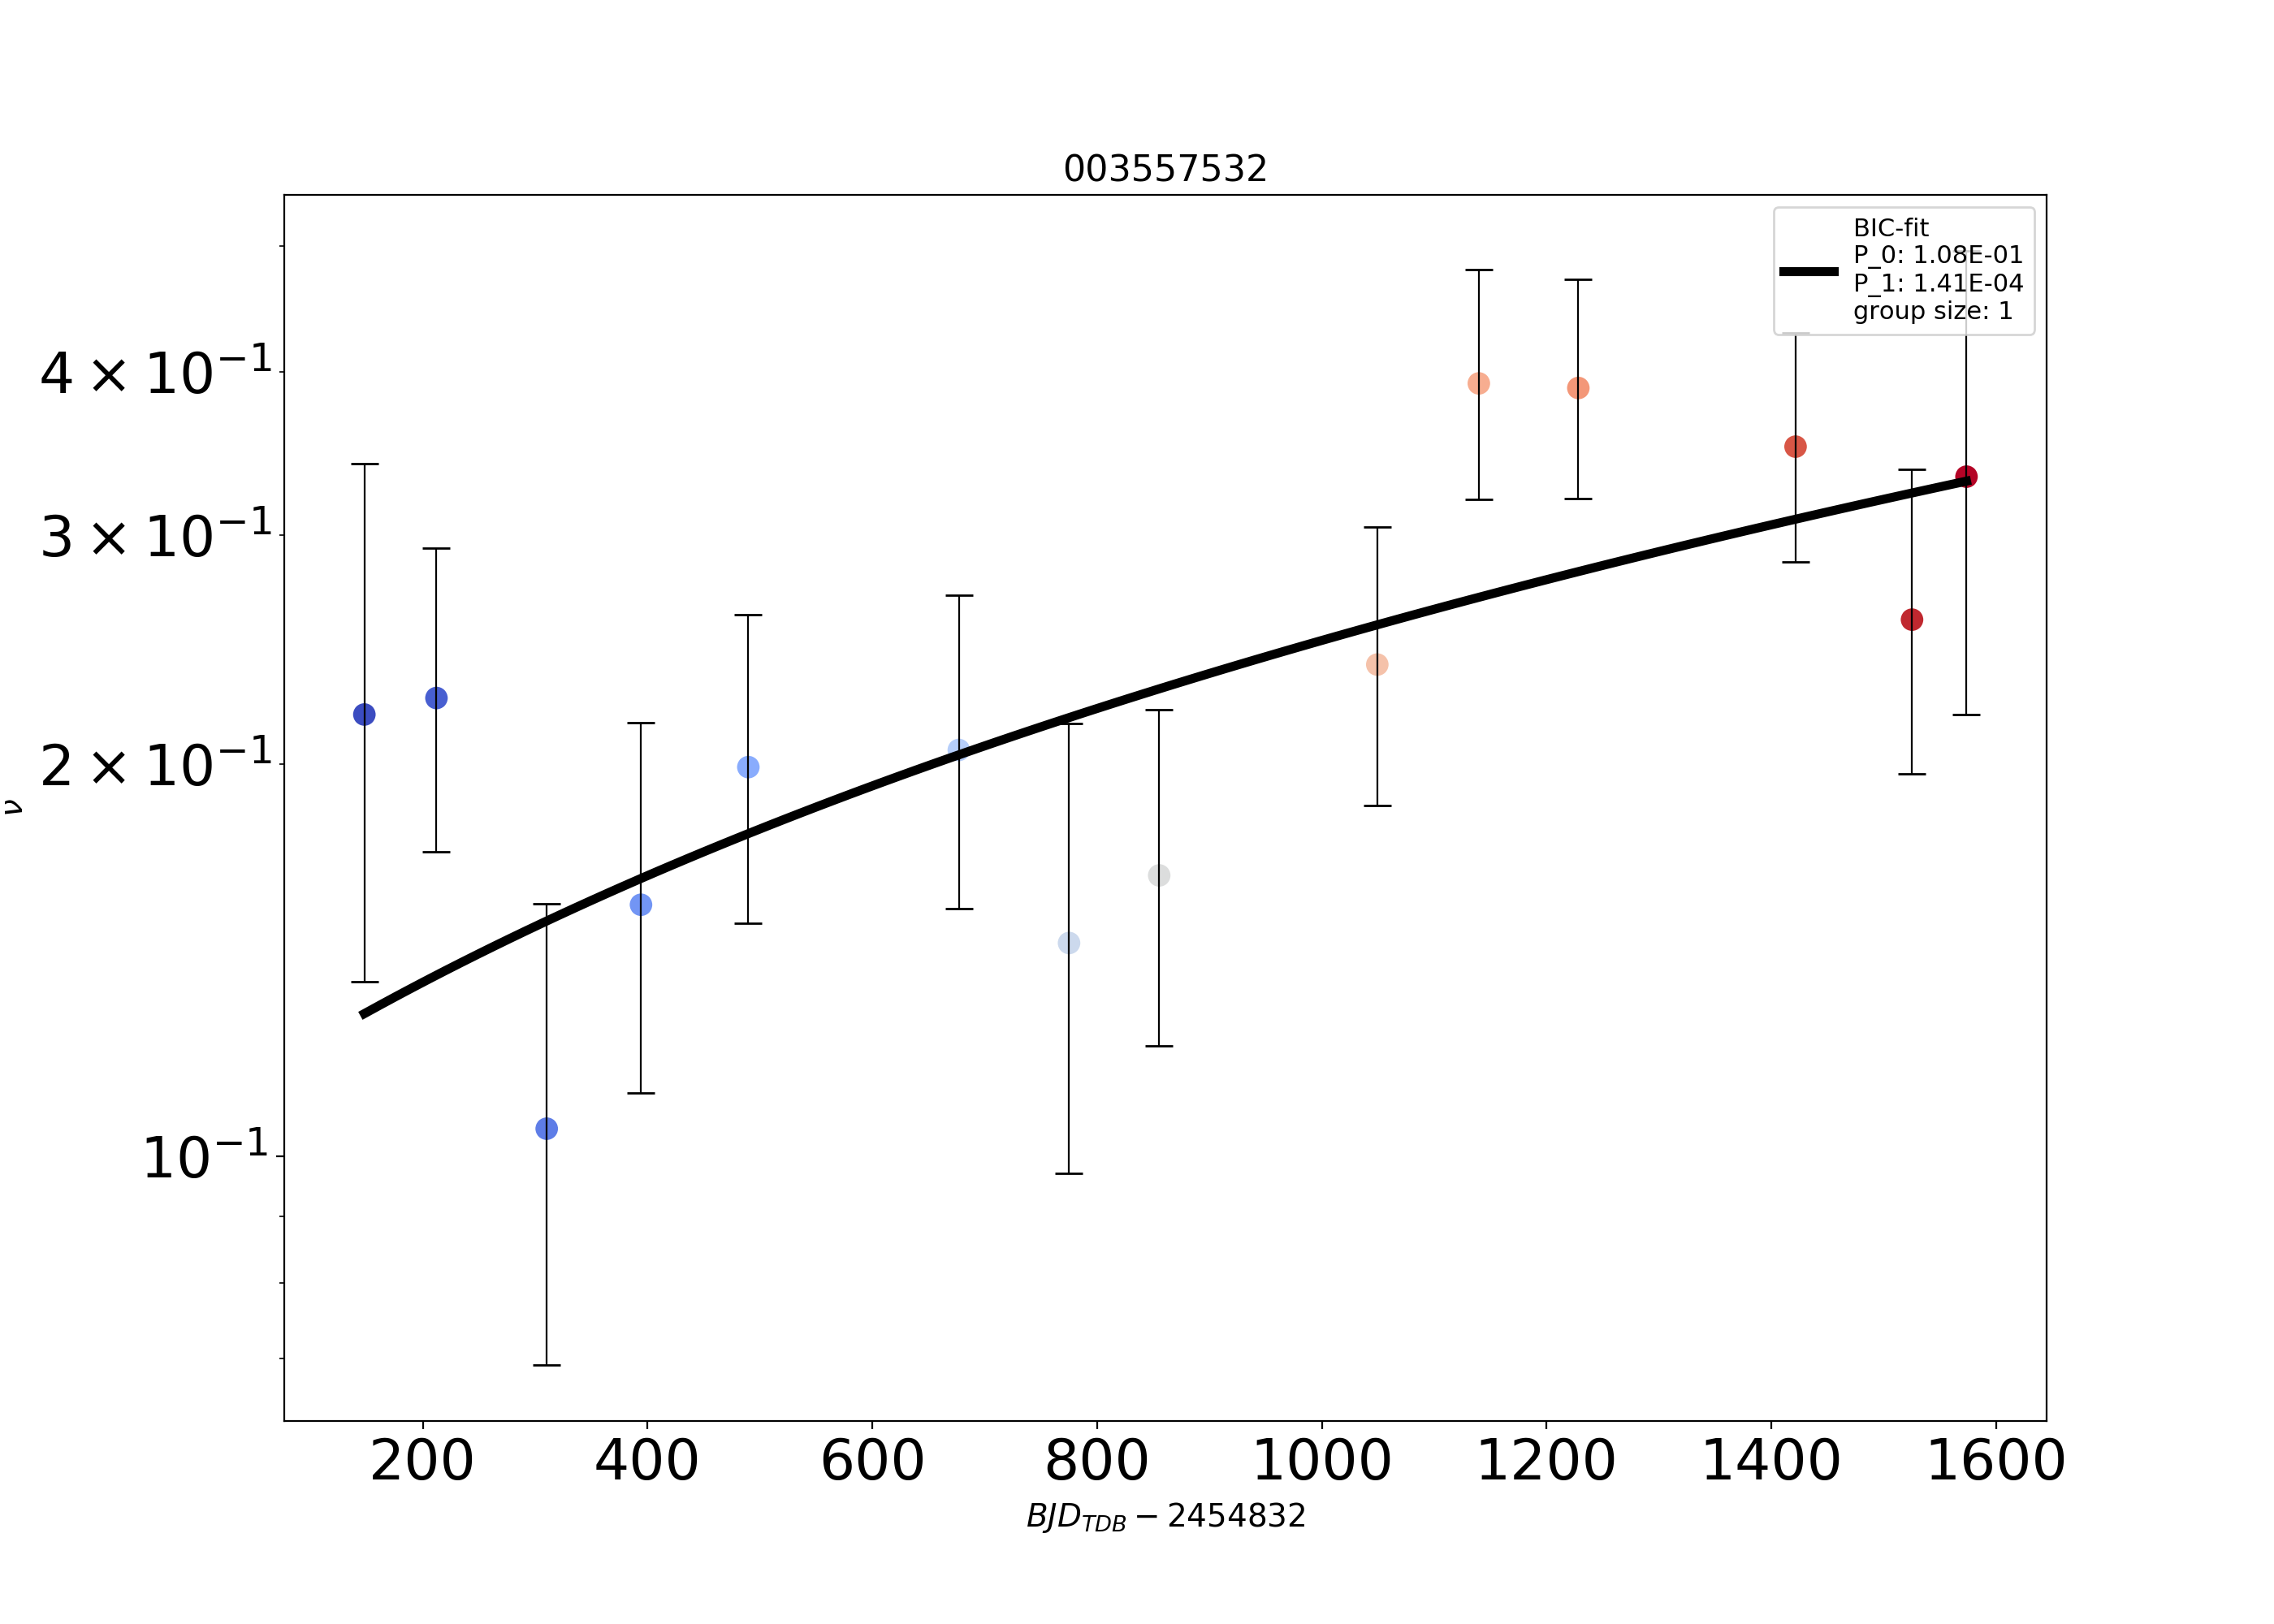 003557532
BIC-fit
P_0: 1.08E-01
P_1: 1.41E-04
group size: 1
4 × 10⁻¹
3 × 10⁻¹
2 × 10⁻¹
10⁻¹
ν
200 400 600 800 1000 1200 1400 1600
BJD_TDB − 2454832